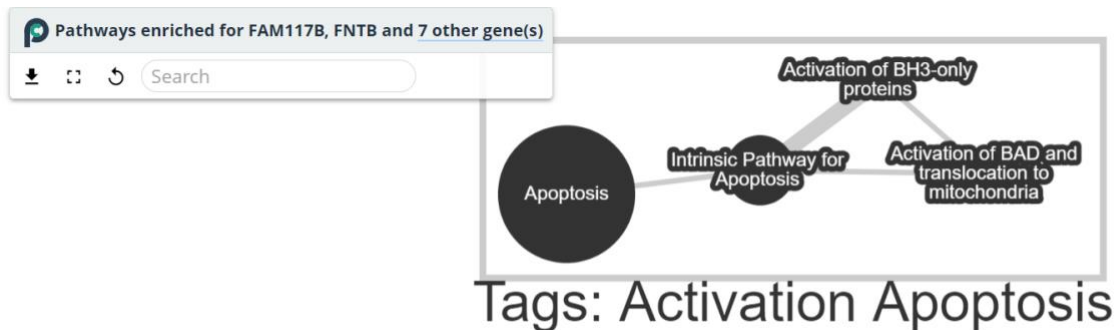 Pathways enriched for FAM117B, FNTB and 7 other gene(s)
Search
Activation of BH3-only
proteins
Intrinsic Pathway for
Apoptosis
Activation of BAD and
translocation to
mitochondria
Apoptosis
Tags: Activation Apoptosis